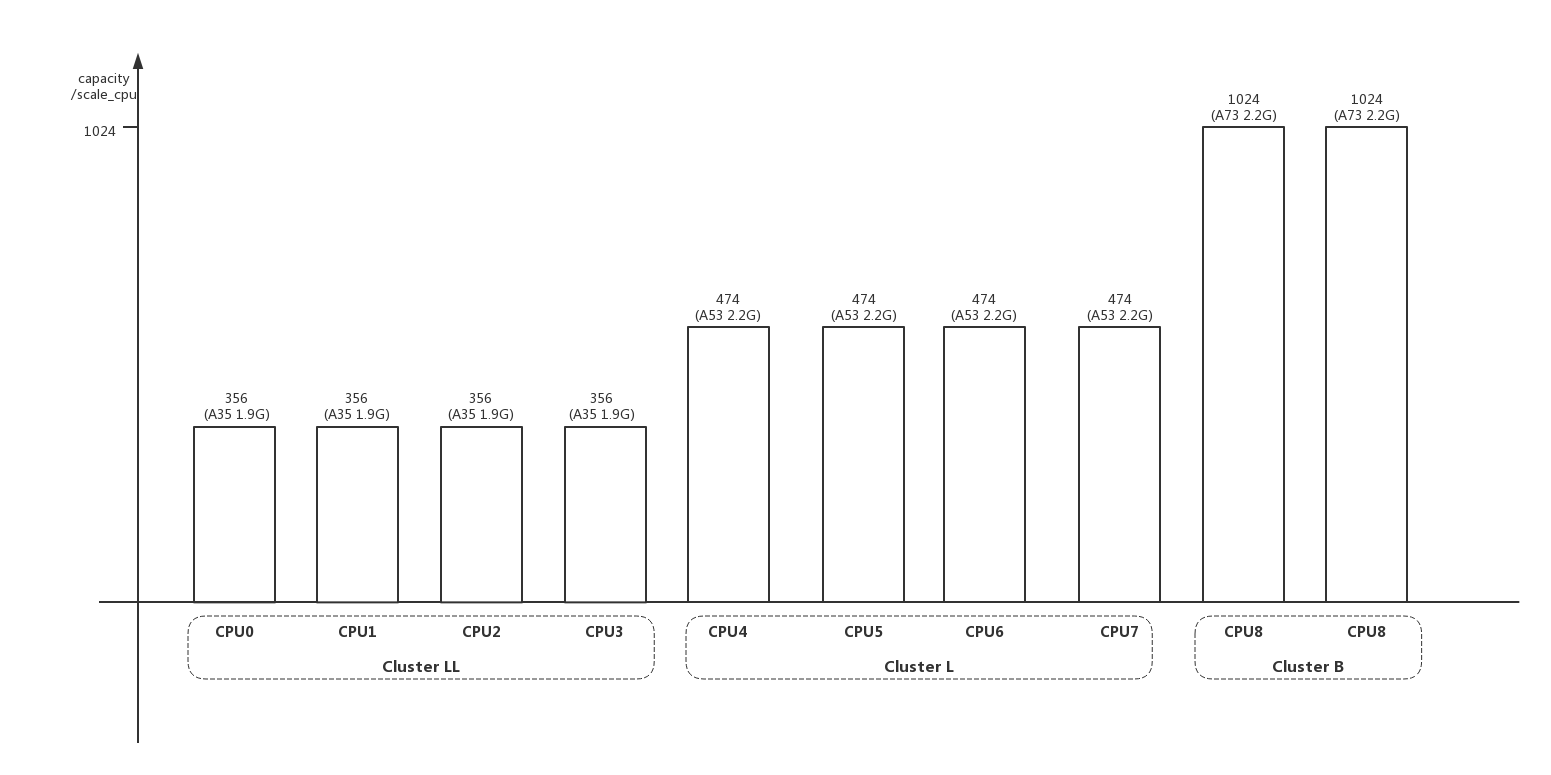 capacity
/scale_cpu
1024
1024
(A73 2.2G)
1024
(A73 2.2G)
474
(A53 2.2G)
474
(A53 2.2G)
474
(A53 2.2G)
474
(A53 2.2G)
356
(A35 1.9G)
356
(A35 1.9G)
356
(A35 1.9G)
356
(A35 1.9G)
CPU0
CPU1
CPU2
CPU3
CPU4
CPU5
CPU6
CPU7
CPU8
CPU8
Cluster LL
Cluster L
Cluster B